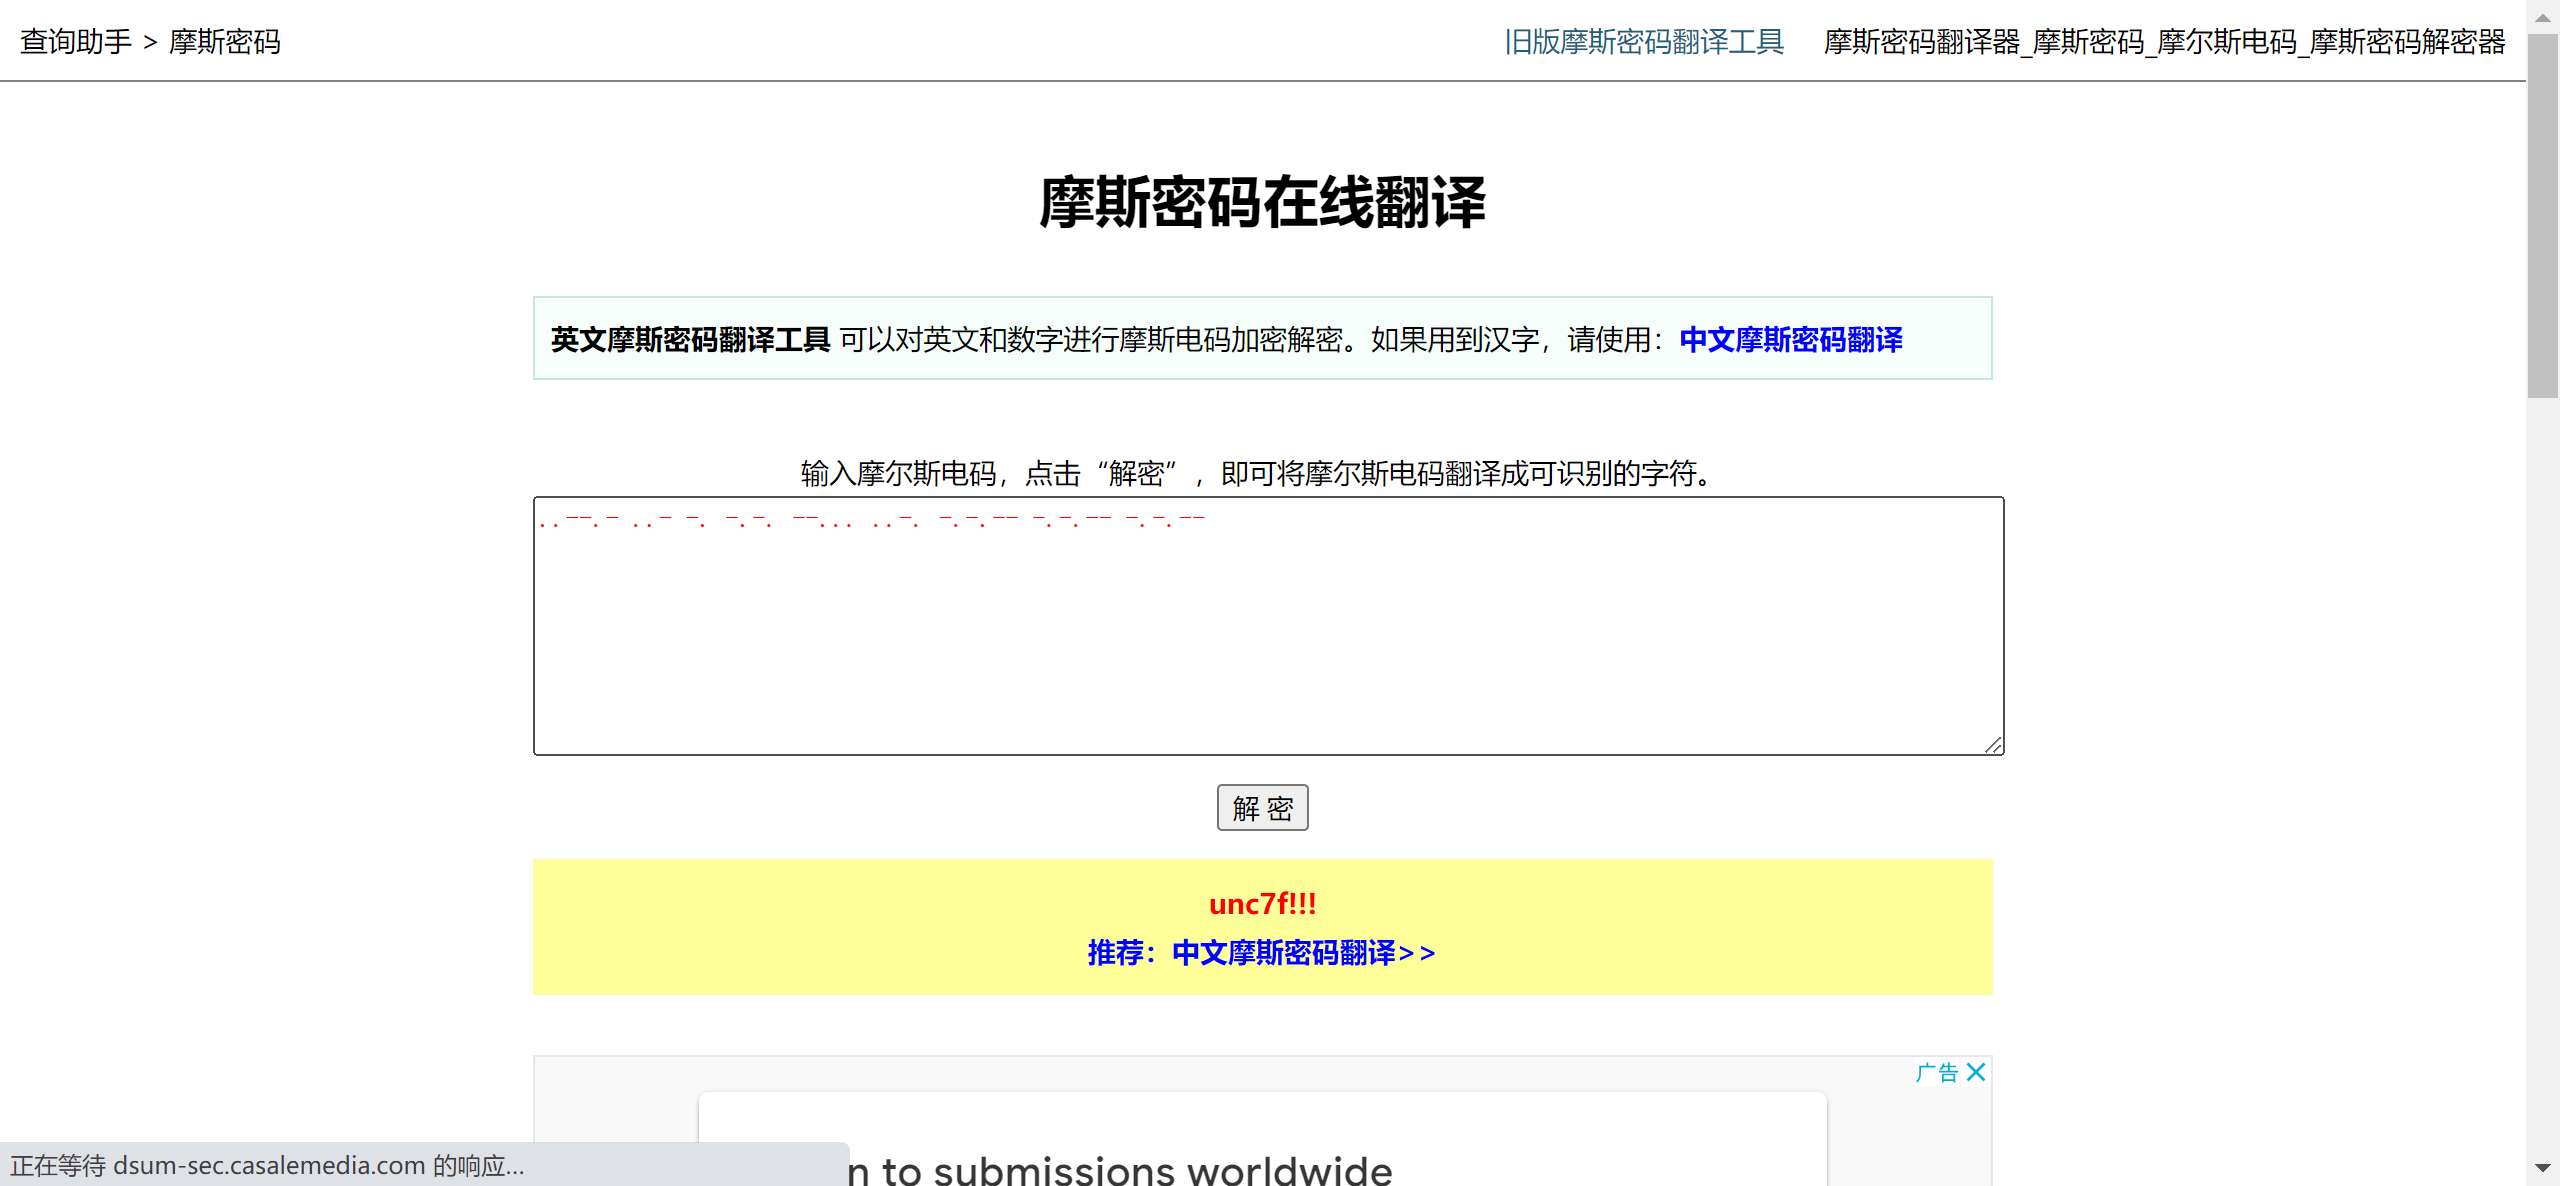 查询助手 > 摩斯密码
旧版摩斯密码翻译工具 摩斯密码翻译器_摩斯密码_摩尔斯电码_摩斯密码解密器
摩斯密码在线翻译
英文摩斯密码翻译工具 可以对英文和数字进行摩斯电码加密解密。如果用到汉字，请使用：中文摩斯密码翻译
输入摩尔斯电码，点击“解密”，即可将摩尔斯电码翻译成可识别的字符。
..--.- ..- -. -.-. --... ..-. -.-.-- -.-.-- -.-.--
解 密
unc7f!!!
推荐：中文摩斯密码翻译>>
广告
n to submissions worldwide
正在等待 dsum-sec.casalemedia.com 的响应...